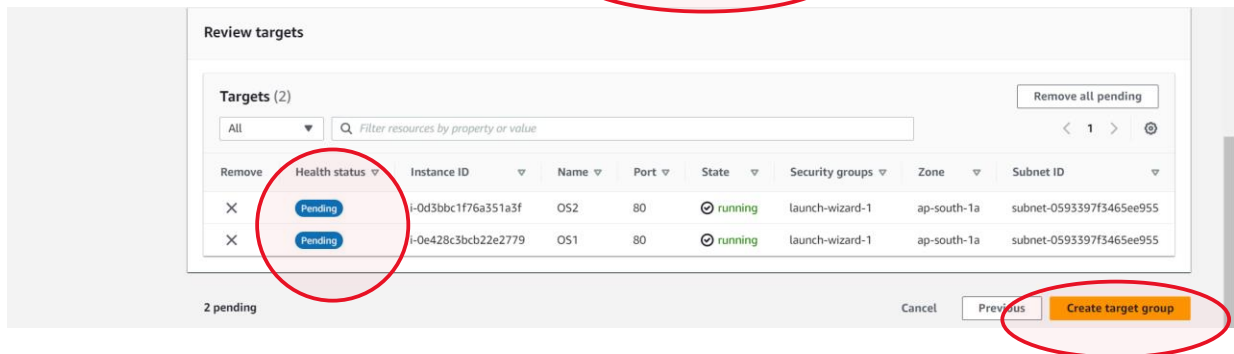 Review targets
Targets (2)
Remove all pending
All
Filter resources by property or value
1
Remove Health status Instance ID Name Port State Security groups Zone Subnet ID
Pending i-0d3bbc1f76a351a3f OS2 80 running launch-wizard-1 ap-south-1a subnet-0593397f3465ee955
Pending i-0e428c3bcb22e2779 OS1 80 running launch-wizard-1 ap-south-1a subnet-0593397f3465ee955
2 pending Cancel Previous Create target group